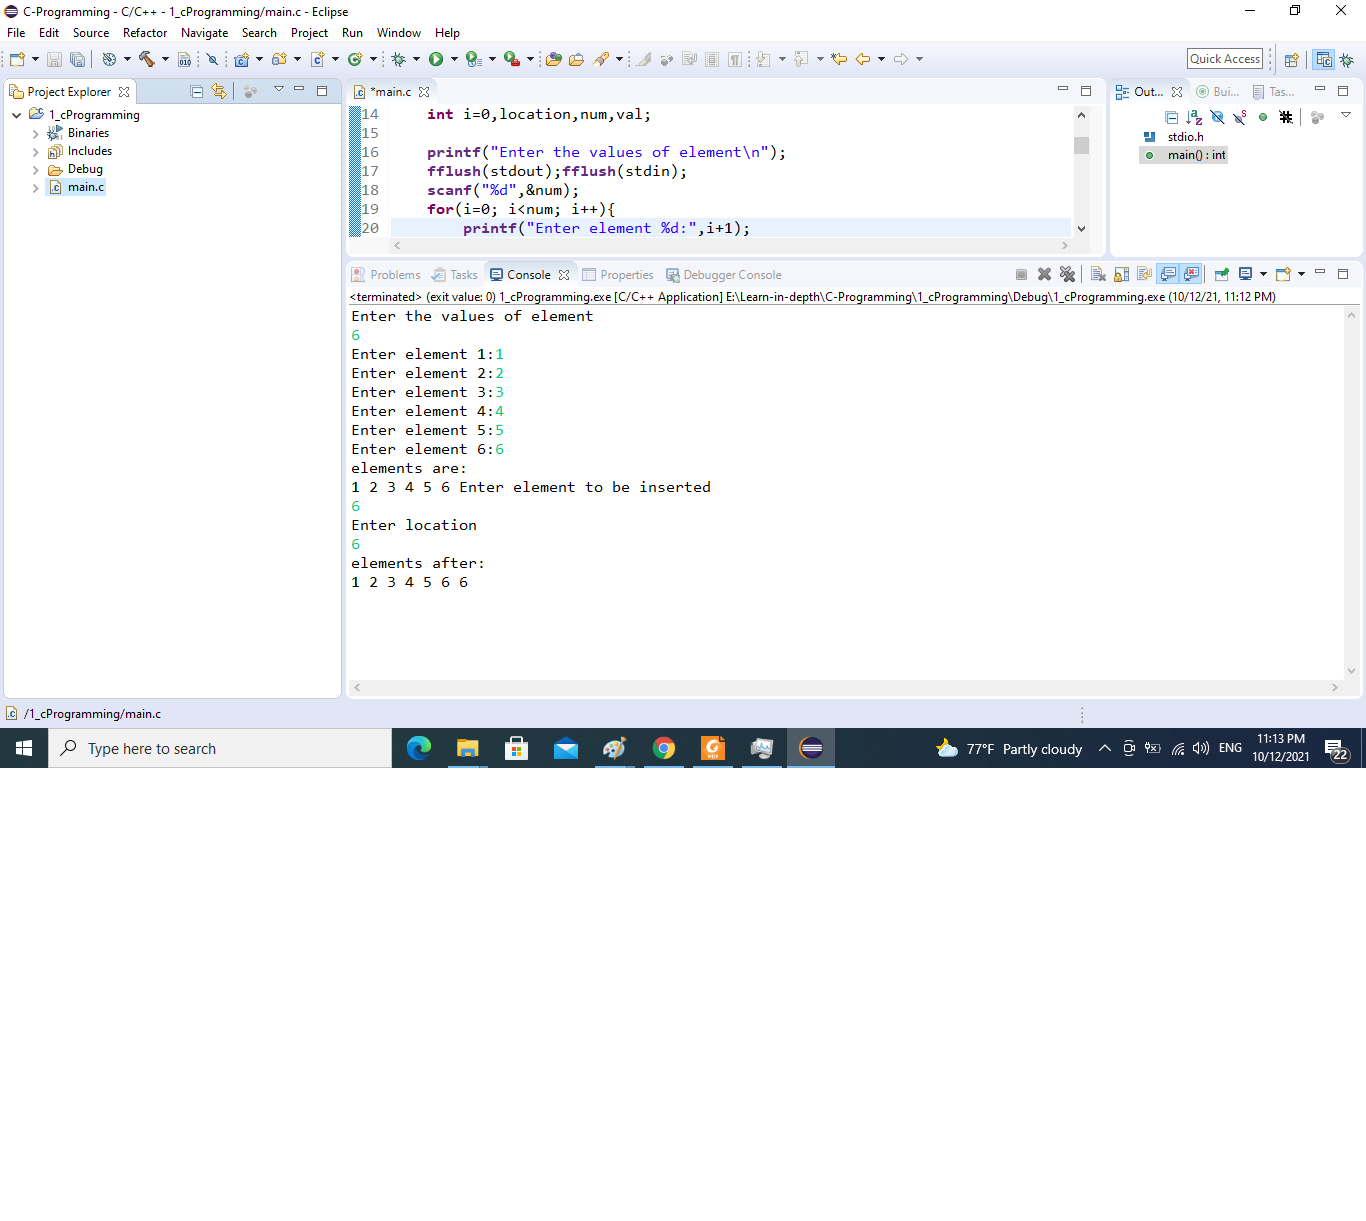 C-Programming - C/C++ - 1_cProgramming/main.c - Eclipse
File Edit Source Refactor Navigate Search Project Run Window Help
Quick Access
Project Explorer
1_cProgramming
Binaries
Includes
Debug
main.c
*main.c
14 int i=0,location,num,val;
15
16 printf("Enter the values of element\n");
17 fflush(stdout);fflush(stdin);
18 scanf("%d",&num);
19 for(i=0; i<num; i++){
20 printf("Enter element %d:",i+1);
Out... Bui... Tas...
stdio.h
main() : int
Problems Tasks Console Properties Debugger Console
<terminated> (exit value: 0) 1_cProgramming.exe [C/C++ Application] E:\Learn-in-depth\C-Programming\1_cProgramming\Debug\1_cProgramming.exe (10/12/21, 11:12 PM)
Enter the values of element
6
Enter element 1:1
Enter element 2:2
Enter element 3:3
Enter element 4:4
Enter element 5:5
Enter element 6:6
elements are:
1 2 3 4 5 6 Enter element to be inserted
6
Enter location
6
elements after:
1 2 3 4 5 6 6
/1_cProgramming/main.c
Type here to search
77°F Partly cloudy
ENG
11:13 PM
10/12/2021
22